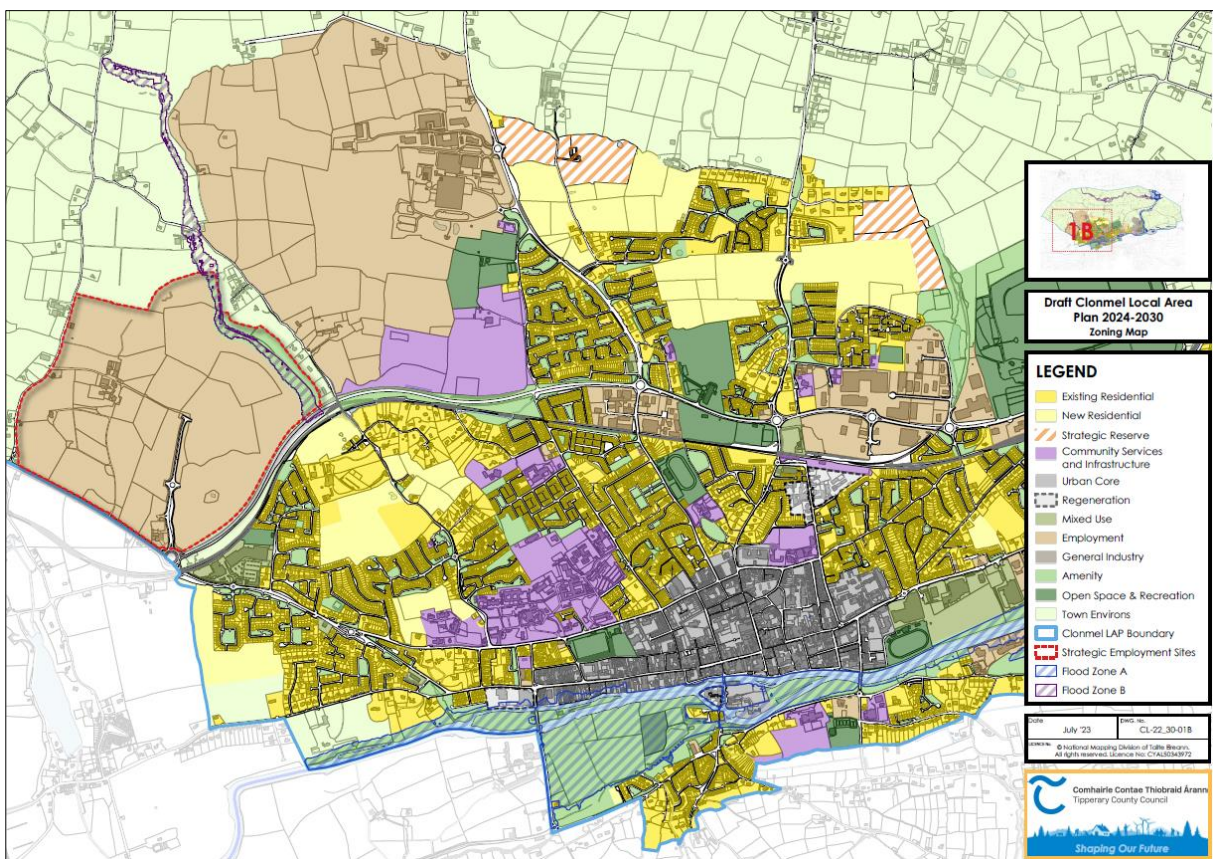 1B
Draft Clonmel Local Area
Plan 2024-2030
Zoning Map
LEGEND
Existing Residential
New Residential
Strategic Reserve
Community Services
and Infrastructure
Urban Core
Regeneration
Mixed Use
Employment
General Industry
Amenity
Open Space & Recreation
Town Environs
Clonmel LAP Boundary
Strategic Employment Sites
Flood Zone A
Flood Zone B
Date
July '23
DWG. No.
CL-22_30-01B
LICENCE No.
© National Mapping Division of Tailte Éireann.
All rights reserved. Licence No: CYAL50343972
Comhairle Contae Thiobraid Árann
Tipperary County Council
Shaping Our Future